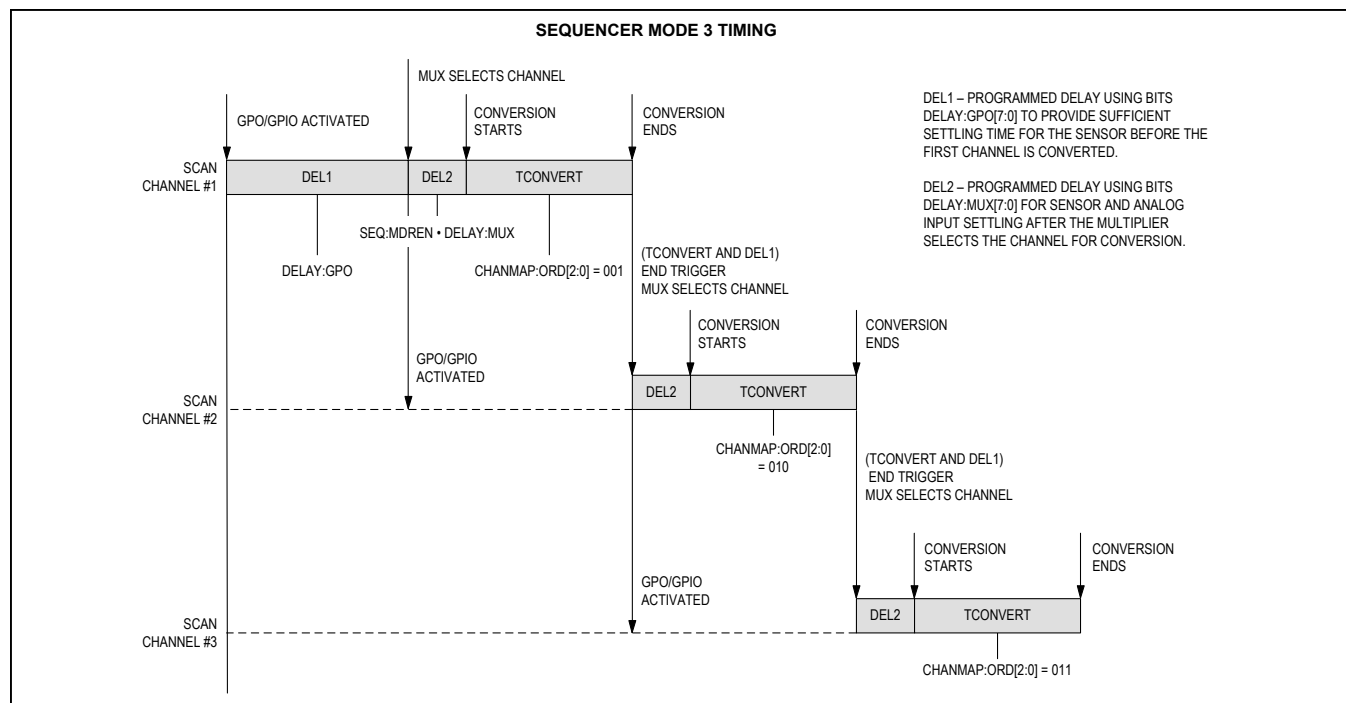 SEQUENCER MODE 3 TIMING
MUX SELECTS CHANNEL
GPO/GPIO ACTIVATED
CONVERSION
STARTS
CONVERSION
ENDS
DEL1 – PROGRAMMED DELAY USING BITS
DELAY:GPO[7:0] TO PROVIDE SUFFICIENT
SETTLING TIME FOR THE SENSOR BEFORE THE
FIRST CHANNEL IS CONVERTED.
DEL2 – PROGRAMMED DELAY USING BITS
DELAY:MUX[7:0] FOR SENSOR AND ANALOG
INPUT SETTLING AFTER THE MULTIPLIER
SELECTS THE CHANNEL FOR CONVERSION.
SCAN
CHANNEL #1
DEL1
DEL2
TCONVERT
SEQ:MDREN • DELAY:MUX
DELAY:GPO
CHANMAP:ORD[2:0] = 001
(TCONVERT AND DEL1)
END TRIGGER
MUX SELECTS CHANNEL
CONVERSION
STARTS
CONVERSION
ENDS
GPO/GPIO
ACTIVATED
SCAN
CHANNEL #2
DEL2
TCONVERT
CHANMAP:ORD[2:0]
= 010
(TCONVERT AND DEL1)
END TRIGGER
MUX SELECTS CHANNEL
CONVERSION
STARTS
CONVERSION
ENDS
GPO/GPIO
ACTIVATED
SCAN
CHANNEL #3
DEL2
TCONVERT
CHANMAP:ORD[2:0] = 011